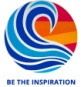 BE THE INSPIRATION